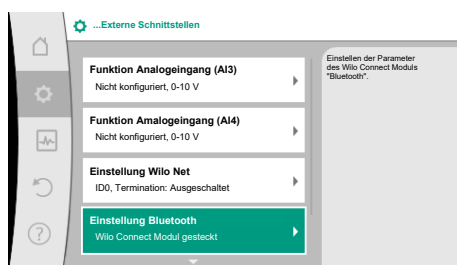 ...Externe Schnittstellen
Funktion Analogeingang (AI3)
Nicht konfiguriert, 0-10 V
Funktion Amalogeingang (AI4)
Nicht konfiguriert, 0-10 V
Einstellung Wilo Net
ID0, Termination: Ausgeschaltet
Einstellung Bluetooth
Wilo Connect Modul gesteckt
Einstellen der Parameter
des Wilo Connect Moduls
"Bluetooth".